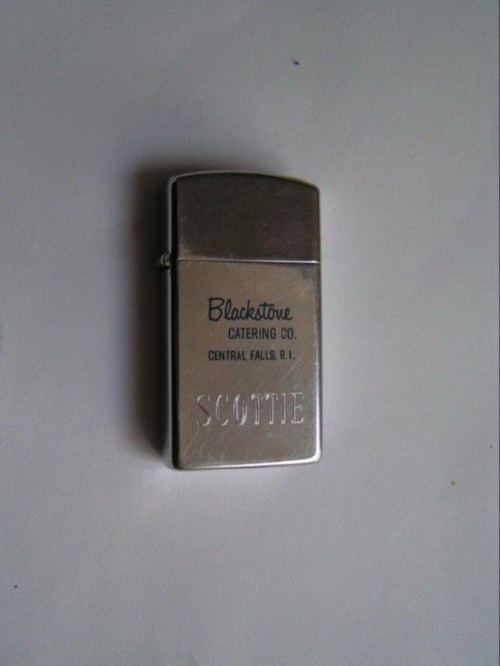 Blackstone
CATERING CO.
CENTRAL FALLS, R.I.
SCOTTIE